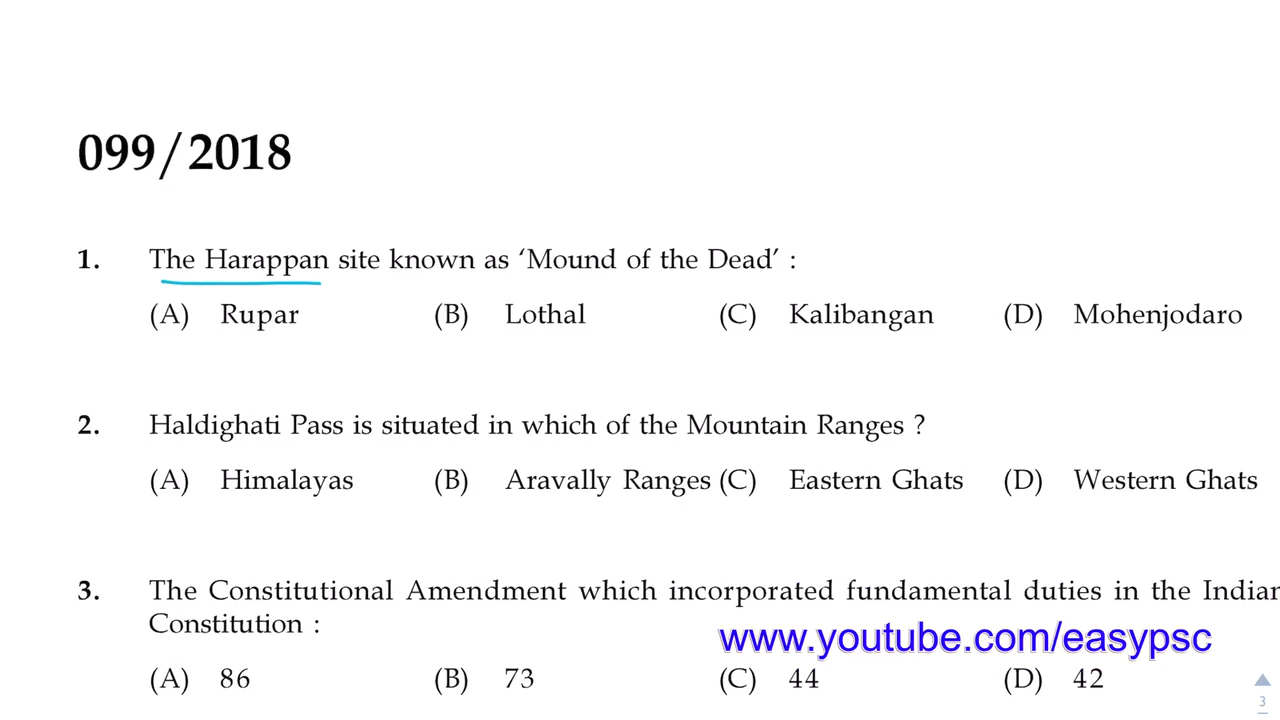 099/2018
1. The Harappan site known as ‘Mound of the Dead’ :
(A) Rupar (B) Lothal (C) Kalibangan (D) Mohenjodaro
2. Haldighati Pass is situated in which of the Mountain Ranges ?
(A) Himalayas (B) Aravally Ranges (C) Eastern Ghats (D) Western Ghats
3. The Constitutional Amendment which incorporated fundamental duties in the Indian
Constitution :
www.youtube.com/easypsc
(A) 86 (B) 73 (C) 44 (D) 42
3